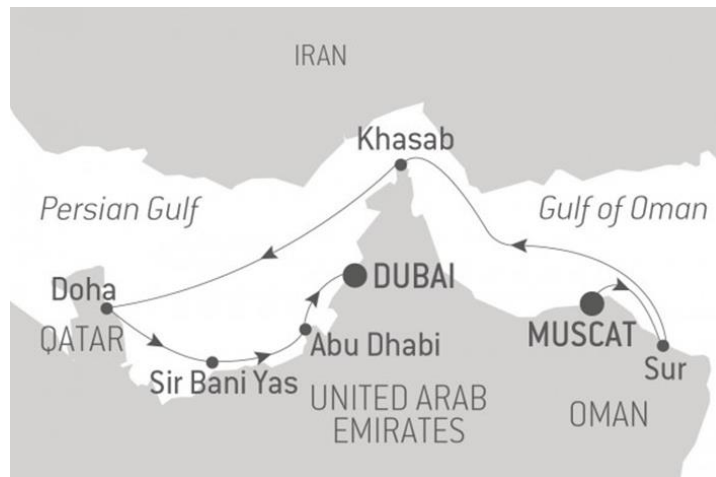 IRAN
Khasab
Persian Gulf
Gulf of Oman
Doha
DUBAI
QATAR
MUSCAT
Abu Dhabi
Sur
Sir Bani Yas
UNITED ARAB
EMIRATES
OMAN